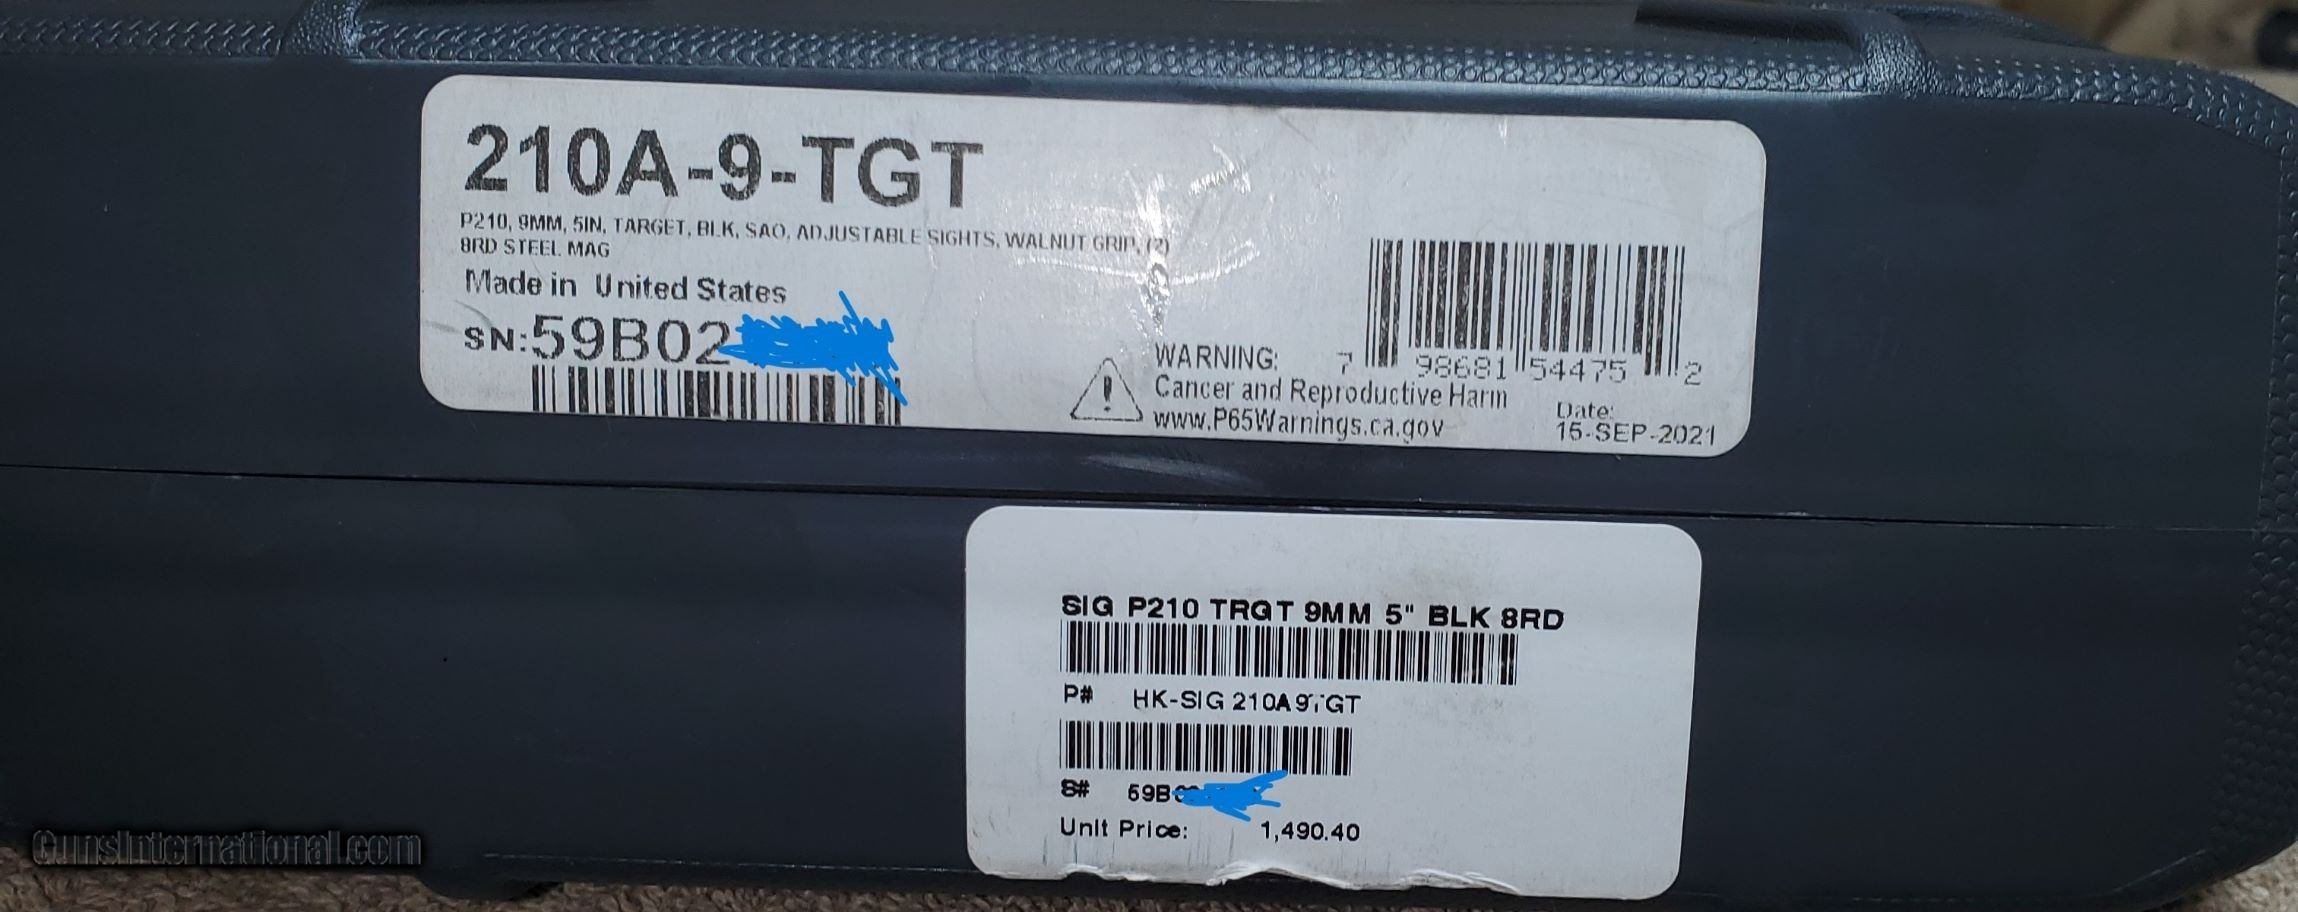 210A-9-TGT
P210, 9MM, 5IN, TARGET, BLK, SAO, ADJUSTABLE SIGHTS, WALNUT GRIP, (2)
8RD STEEL MAG
Made in United States
SN:59B02
WARNING:
Cancer and Reproductive Harm
www.P65Warnings.ca.gov
7 98681 54475 2
Date:
15-SEP-2021
SIG P210 TRGT 9MM 5" BLK 8RD
P# HK-SIG 210A9TGT
S# 59B
Unit Price: 1,490.40
GunsInternational.com